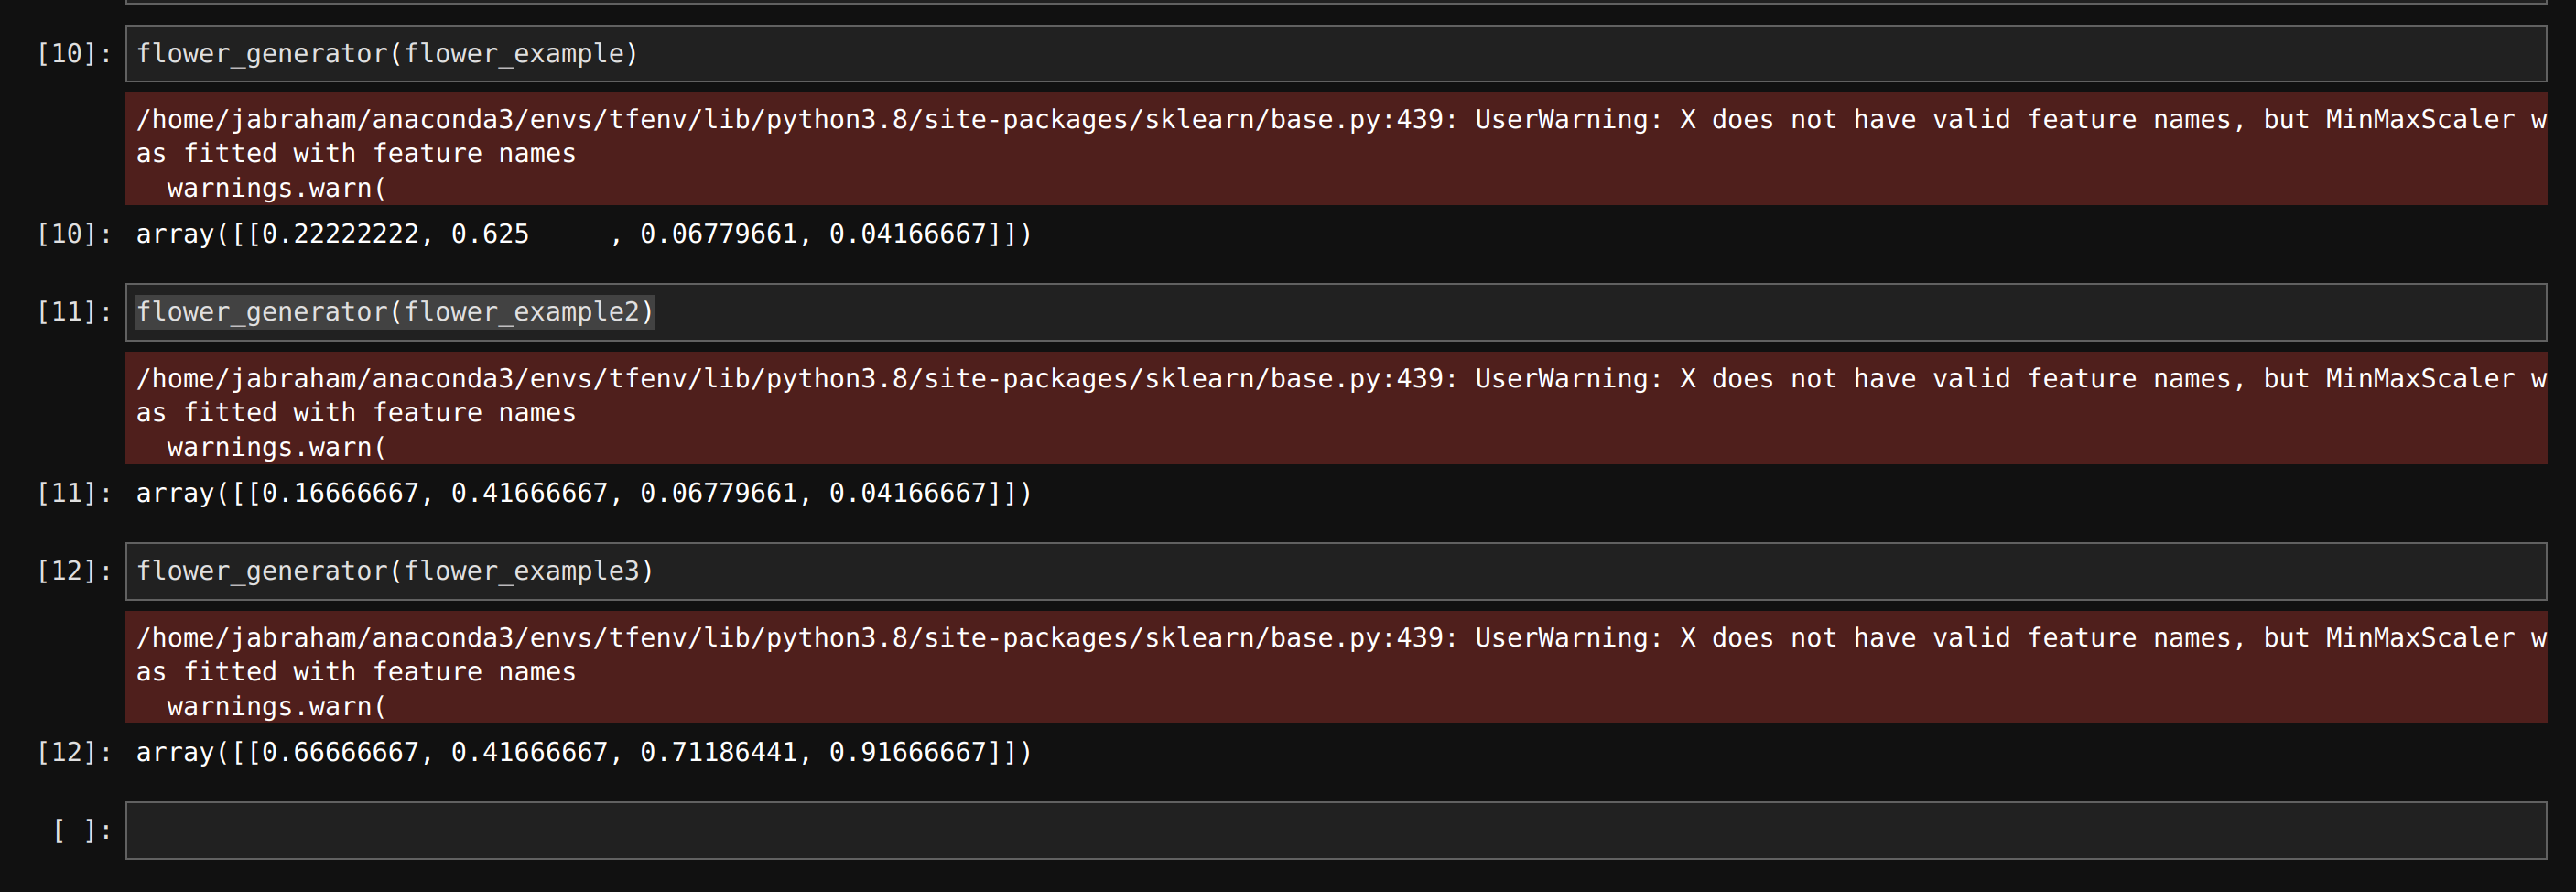 [10]: flower_generator(flower_example)
/home/jabraham/anaconda3/envs/tfenv/lib/python3.8/site-packages/sklearn/base.py:439: UserWarning: X does not have valid feature names, but MinMaxScaler w
as fitted with feature names
  warnings.warn(
[10]: array([[0.22222222, 0.625     , 0.06779661, 0.04166667]])
[11]: flower_generator(flower_example2)
/home/jabraham/anaconda3/envs/tfenv/lib/python3.8/site-packages/sklearn/base.py:439: UserWarning: X does not have valid feature names, but MinMaxScaler w
as fitted with feature names
  warnings.warn(
[11]: array([[0.16666667, 0.41666667, 0.06779661, 0.04166667]])
[12]: flower_generator(flower_example3)
/home/jabraham/anaconda3/envs/tfenv/lib/python3.8/site-packages/sklearn/base.py:439: UserWarning: X does not have valid feature names, but MinMaxScaler w
as fitted with feature names
  warnings.warn(
[12]: array([[0.66666667, 0.41666667, 0.71186441, 0.91666667]])
[ ]: